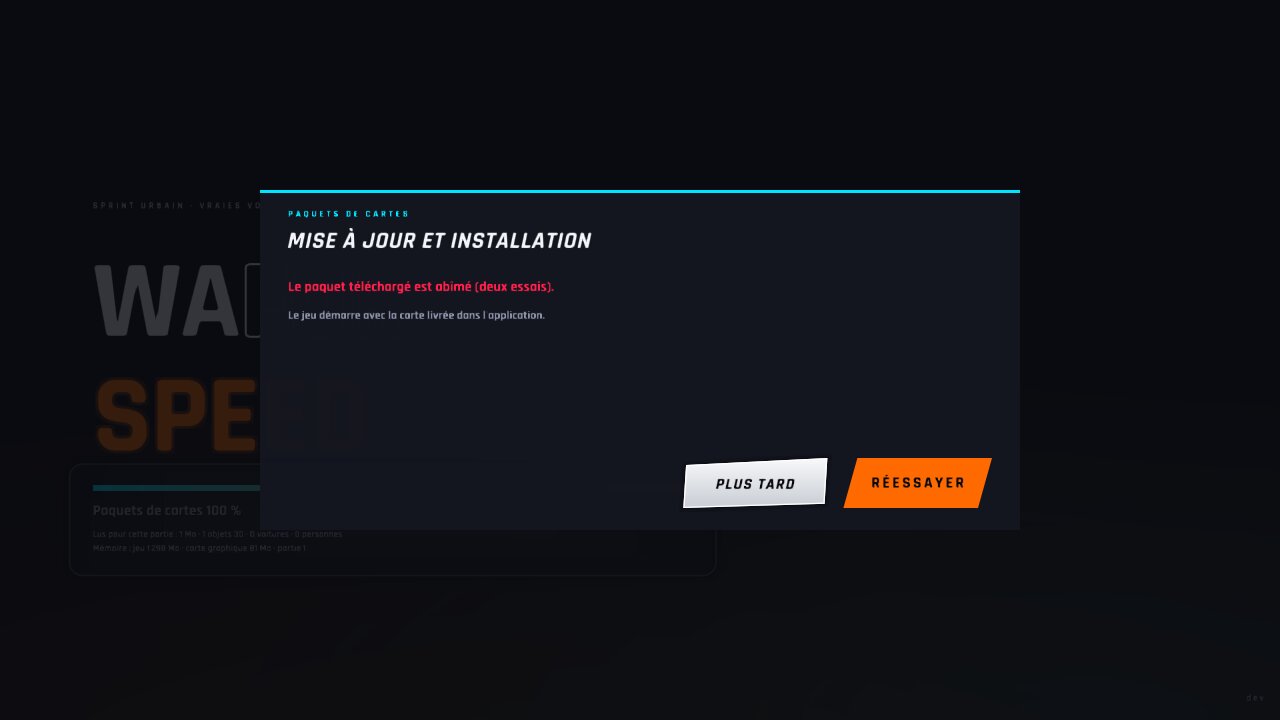 SPRINT URBAIN · VRAIES VO
PAQUETS DE CARTES
MISE À JOUR ET INSTALLATION
WA
Le paquet téléchargé est abimé (deux essais).
Le jeu démarre avec la carte livrée dans l application.
SPEED
PLUS TARD
RÉESSAYER
Paquets de cartes 100 %
Lus pour cette partie : 1 Mo · 1 objets 3D · 0 voitures · 0 personnes
Mémoire : jeu 1290 Mo · carte graphique 81 Mo · partie 1
dev